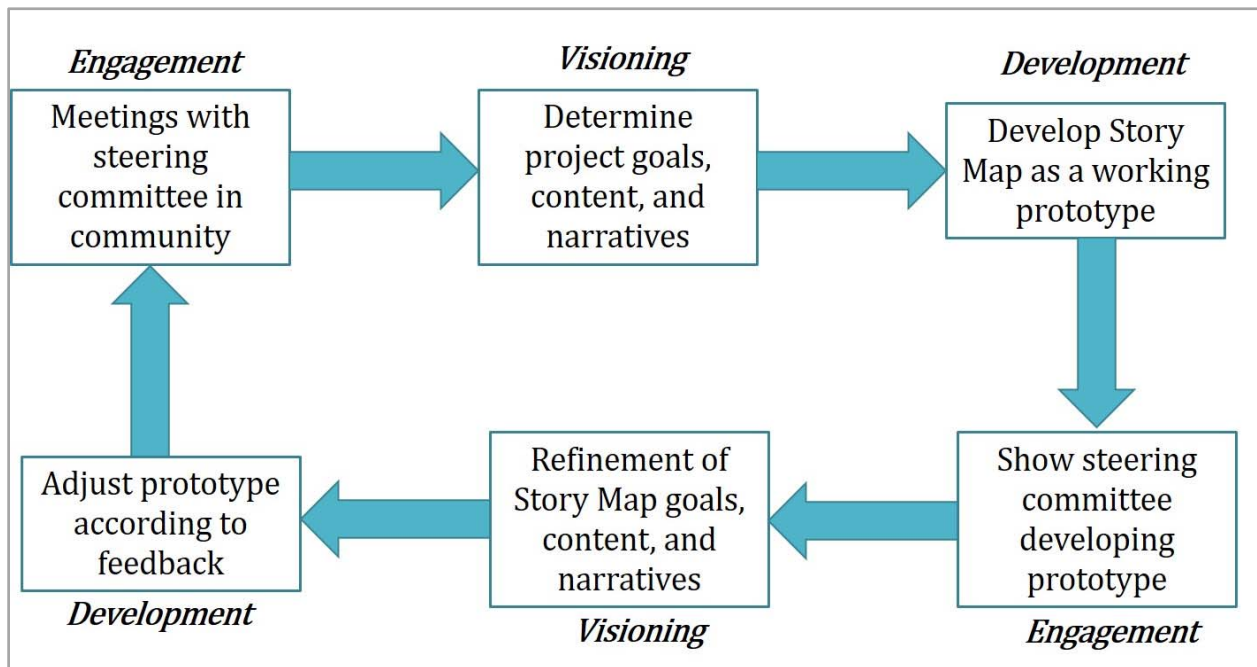 Engagement
Meetings with
steering
committee in
community
Visioning
Determine
project goals,
content, and
narratives
Development
Develop Story
Map as a working
prototype
Show steering
committee
developing
prototype
Engagement
Refinement of
Story Map goals,
content, and
narratives
Visioning
Adjust prototype
according to
feedback
Development